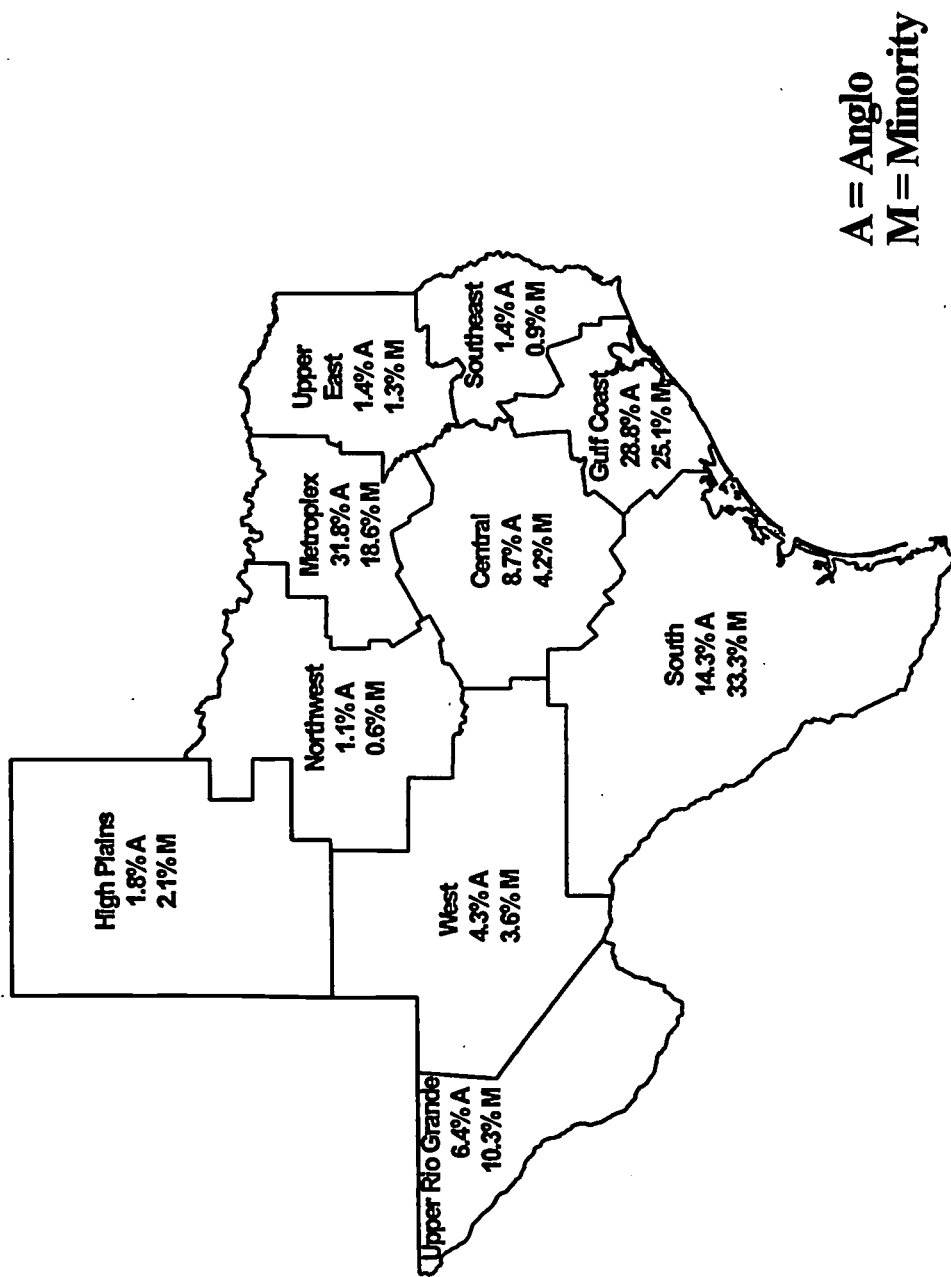 High Plains
1.8% A
2.1% M
Northwest
1.1% A
0.6% M
Metroplex
31.8% A
18.6% M
Upper
East
1.4% A
1.3% M
Upper Rio Grande
6.4% A
10.3% M
West
4.3% A
3.6% M
Central
8.7% A
4.2% M
Southeast
1.4% A
0.9% M
Gulf Coast
28.8% A
25.1% M
South
14.3% A
33.3% M
A = Anglo
M = Minority